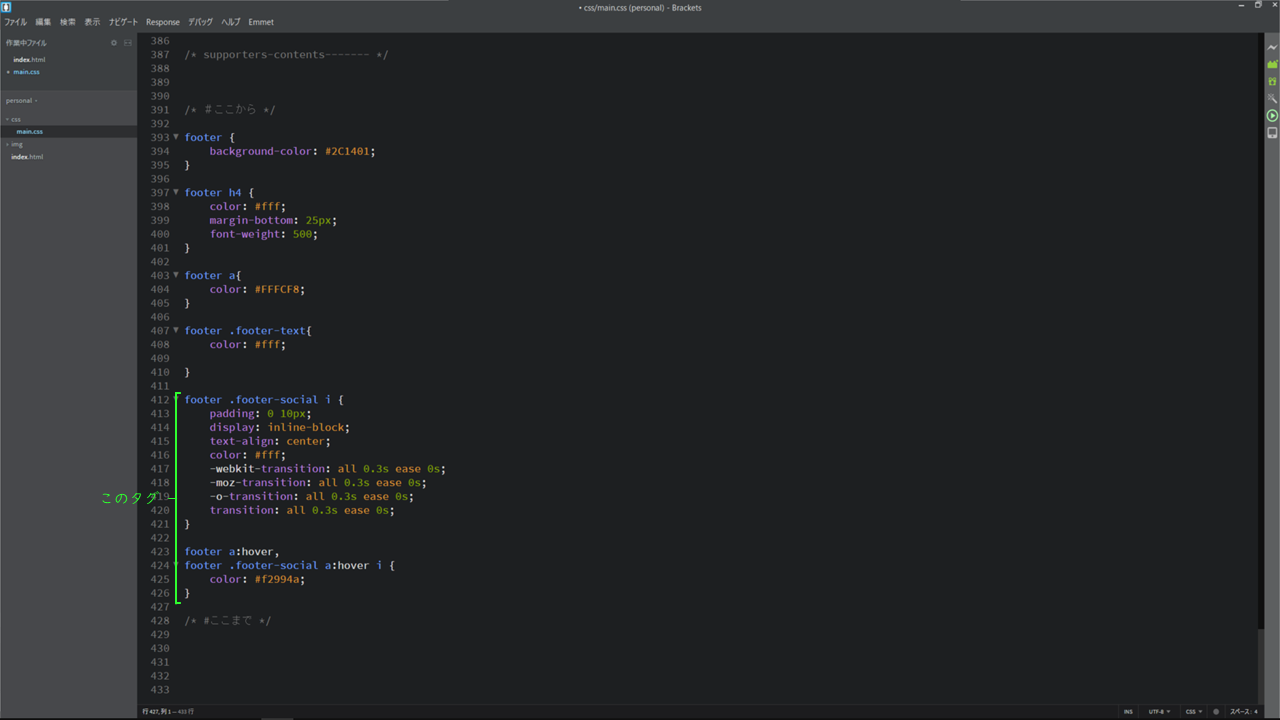 • css/main.css (personal) - Brackets
ファイル 編集 検索 表示 ナビゲート Response デバッグ ヘルプ Emmet
作業中ファイル
index.html
• main.css
personal
css
main.css
img
index.html
386
387 /* supporters-contents------- */
388
389
390
391 /* ＃ここから */
392
393 footer {
394 background-color: #2C1401;
395 }
396
397 footer h4 {
398 color: #fff;
399 margin-bottom: 25px;
400 font-weight: 500;
401 }
402
403 footer a{
404 color: #FFFCF8;
405 }
406
407 footer .footer-text{
408 color: #fff;
409
410 }
411
412 footer .footer-social i {
413 padding: 0 10px;
414 display: inline-block;
415 text-align: center;
416 color: #fff;
417 -webkit-transition: all 0.3s ease 0s;
418 -moz-transition: all 0.3s ease 0s;
このタグ
419 -o-transition: all 0.3s ease 0s;
420 transition: all 0.3s ease 0s;
421 }
422
423 footer a:hover,
424 footer .footer-social a:hover i {
425 color: #f2994a;
426 }
427
428 /* #ここまで */
429
430
431
432
433
行 427, 列 1 — 433 行 INS UTF-8 CSS スペース: 4